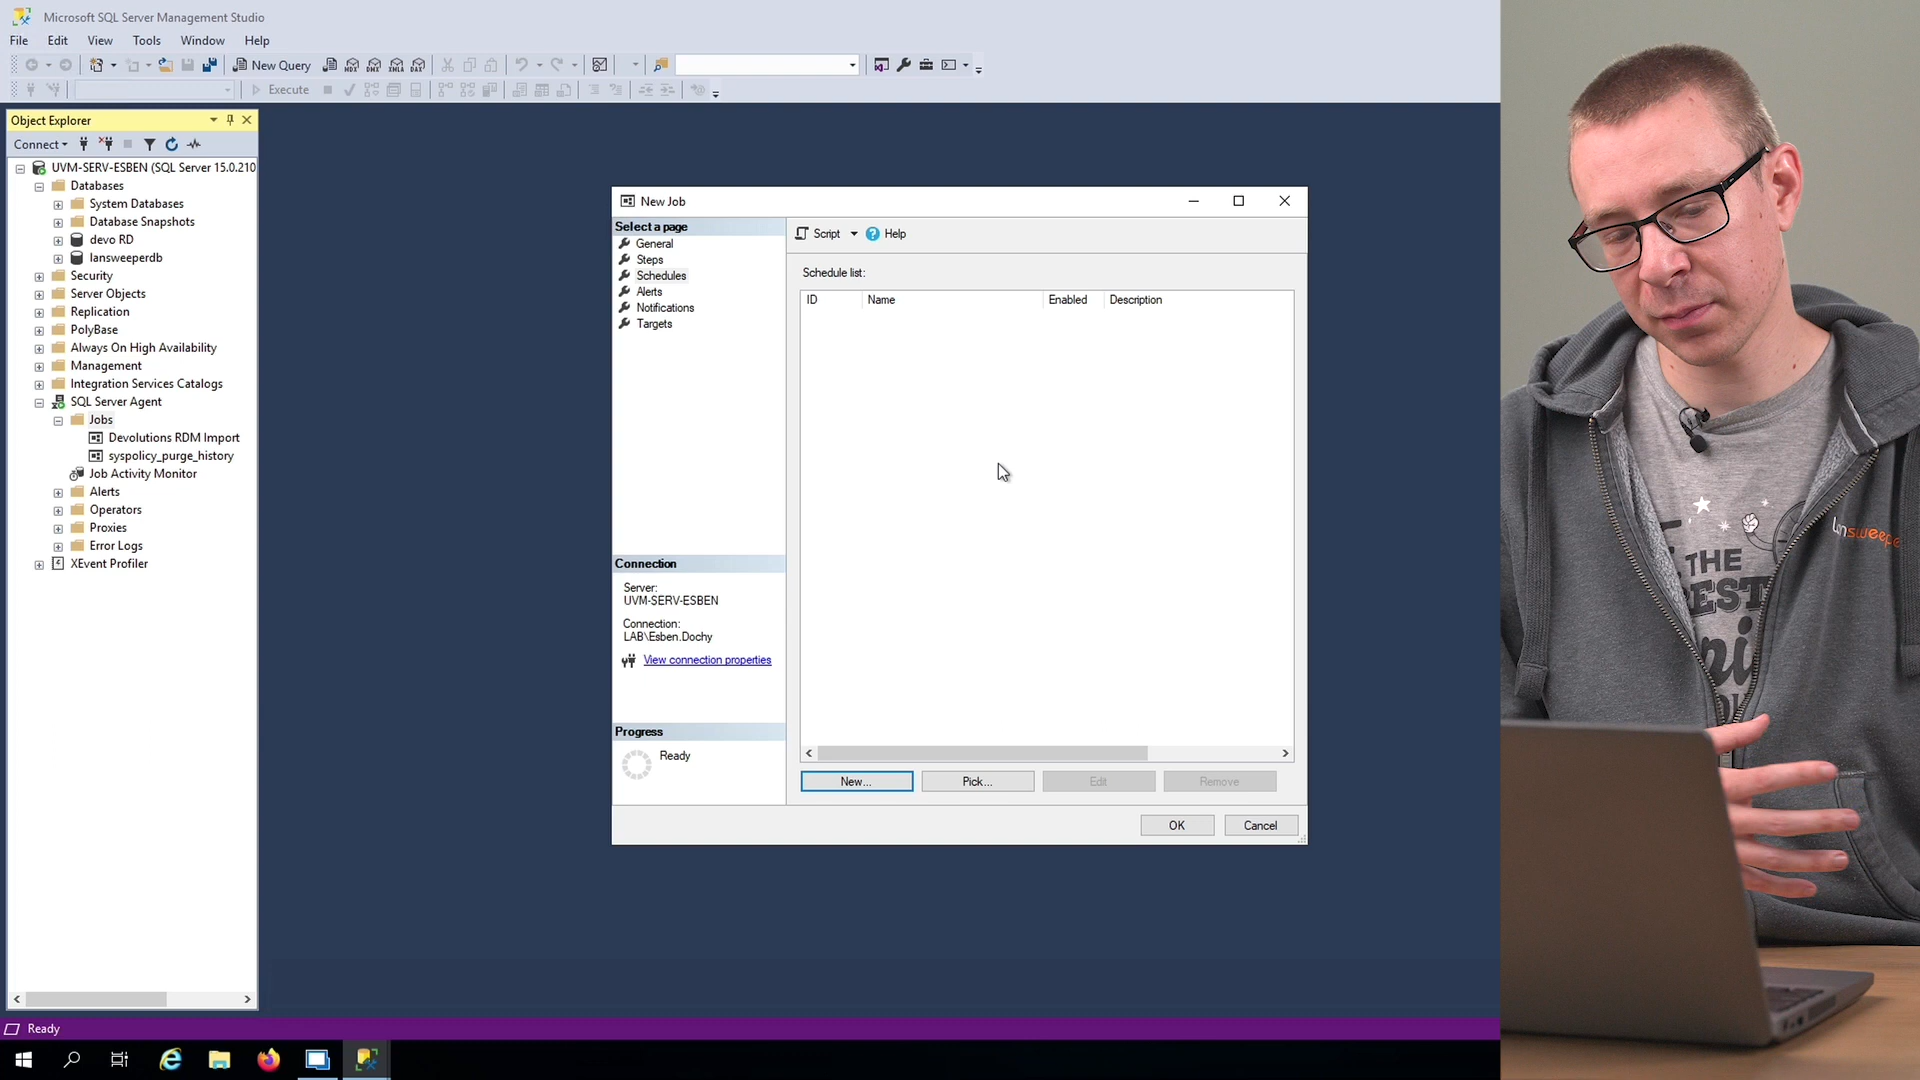 Microsoft SQL Server Management Studio
File Edit View Tools Window Help
New Query
MDX DMX XMLA DAX
Execute
Object Explorer
Connect
UVM-SERV-ESBEN (SQL Server 15.0.210
Databases
System Databases
Database Snapshots
devo RD
lansweeperdb
Security
Server Objects
Replication
PolyBase
Always On High Availability
Management
Integration Services Catalogs
SQL Server Agent
Jobs
Devolutions RDM Import
syspolicy_purge_history
Job Activity Monitor
Alerts
Operators
Proxies
Error Logs
XEvent Profiler
Ready
New Job
Select a page
General
Steps
Schedules
Alerts
Notifications
Targets
Connection
Server:
UVM-SERV-ESBEN
Connection:
LAB\Esben.Dochy
View connection properties
Progress
Ready
Script Help
Schedule list:
ID Name Enabled Description
New... Pick... Edit Remove
OK Cancel
THE